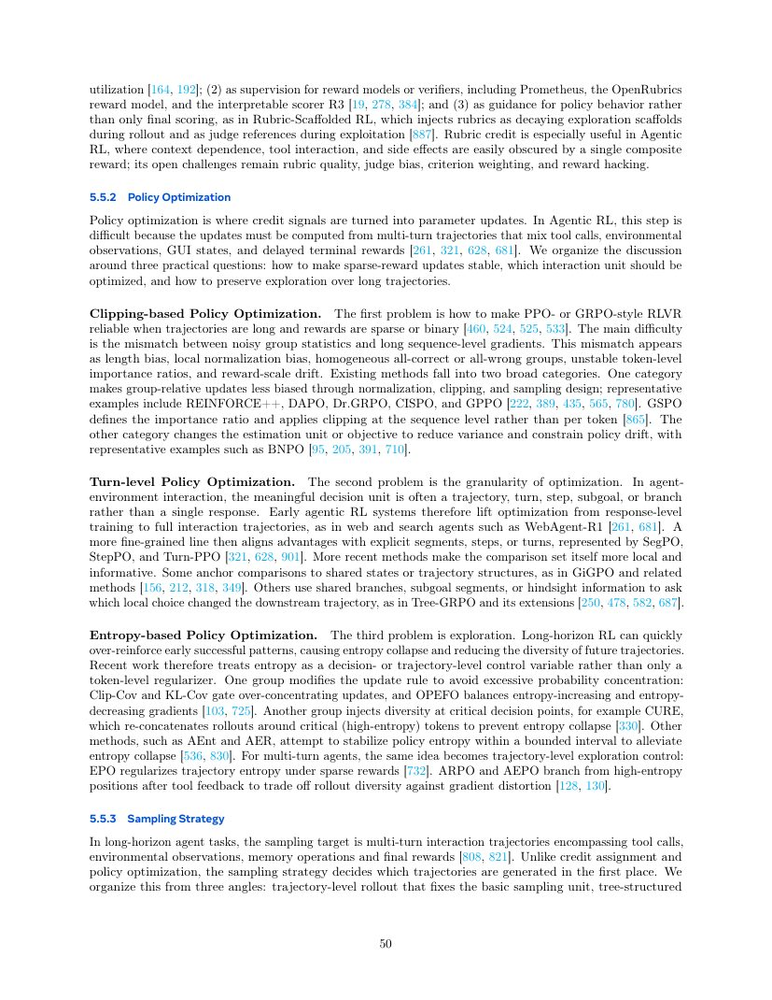 utilization [164, 192]; (2) as supervision for reward models or verifiers, including Prometheus, the OpenRubrics
reward model, and the interpretable scorer R3 [19, 278, 384]; and (3) as guidance for policy behavior rather
than only final scoring, as in Rubric-Scaffolded RL, which injects rubrics as decaying exploration scaffolds
during rollout and as judge references during exploitation [887]. Rubric credit is especially useful in Agentic
RL, where context dependence, tool interaction, and side effects are easily obscured by a single composite
reward; its open challenges remain rubric quality, judge bias, criterion weighting, and reward hacking.
5.5.2 Policy Optimization
Policy optimization is where credit signals are turned into parameter updates. In Agentic RL, this step is
difficult because the updates must be computed from multi-turn trajectories that mix tool calls, environmental
observations, GUI states, and delayed terminal rewards [261, 321, 628, 681]. We organize the discussion
around three practical questions: how to make sparse-reward updates stable, which interaction unit should be
optimized, and how to preserve exploration over long trajectories.
Clipping-based Policy Optimization. The first problem is how to make PPO- or GRPO-style RLVR
reliable when trajectories are long and rewards are sparse or binary [460, 524, 525, 533]. The main difficulty
is the mismatch between noisy group statistics and long sequence-level gradients. This mismatch appears
as length bias, local normalization bias, homogeneous all-correct or all-wrong groups, unstable token-level
importance ratios, and reward-scale drift. Existing methods fall into two broad categories. One category
makes group-relative updates less biased through normalization, clipping, and sampling design; representative
examples include REINFORCE++, DAPO, Dr.GRPO, CISPO, and GPPO [222, 389, 435, 565, 780]. GSPO
defines the importance ratio and applies clipping at the sequence level rather than per token [865]. The
other category changes the estimation unit or objective to reduce variance and constrain policy drift, with
representative examples such as BNPO [95, 205, 391, 710].
Turn-level Policy Optimization. The second problem is the granularity of optimization. In agent-
environment interaction, the meaningful decision unit is often a trajectory, turn, step, subgoal, or branch
rather than a single response. Early agentic RL systems therefore lift optimization from response-level
training to full interaction trajectories, as in web and search agents such as WebAgent-R1 [261, 681]. A
more fine-grained line then aligns advantages with explicit segments, steps, or turns, represented by SegPO,
StepPO, and Turn-PPO [321, 628, 901]. More recent methods make the comparison set itself more local and
informative. Some anchor comparisons to shared states or trajectory structures, as in GiGPO and related
methods [156, 212, 318, 349]. Others use shared branches, subgoal segments, or hindsight information to ask
which local choice changed the downstream trajectory, as in Tree-GRPO and its extensions [250, 478, 582, 687].
Entropy-based Policy Optimization. The third problem is exploration. Long-horizon RL can quickly
over-reinforce early successful patterns, causing entropy collapse and reducing the diversity of future trajectories.
Recent work therefore treats entropy as a decision- or trajectory-level control variable rather than only a
token-level regularizer. One group modifies the update rule to avoid excessive probability concentration:
Clip-Cov and KL-Cov gate over-concentrating updates, and OPEFO balances entropy-increasing and entropy-
decreasing gradients [103, 725]. Another group injects diversity at critical decision points, for example CURE,
which re-concatenates rollouts around critical (high-entropy) tokens to prevent entropy collapse [330]. Other
methods, such as AEnt and AER, attempt to stabilize policy entropy within a bounded interval to alleviate
entropy collapse [536, 830]. For multi-turn agents, the same idea becomes trajectory-level exploration control:
EPO regularizes trajectory entropy under sparse rewards [732]. ARPO and AEPO branch from high-entropy
positions after tool feedback to trade off rollout diversity against gradient distortion [128, 130].
5.5.3 Sampling Strategy
In long-horizon agent tasks, the sampling target is multi-turn interaction trajectories encompassing tool calls,
environmental observations, memory operations and final rewards [808, 821]. Unlike credit assignment and
policy optimization, the sampling strategy decides which trajectories are generated in the first place. We
organize this from three angles: trajectory-level rollout that fixes the basic sampling unit, tree-structured
50